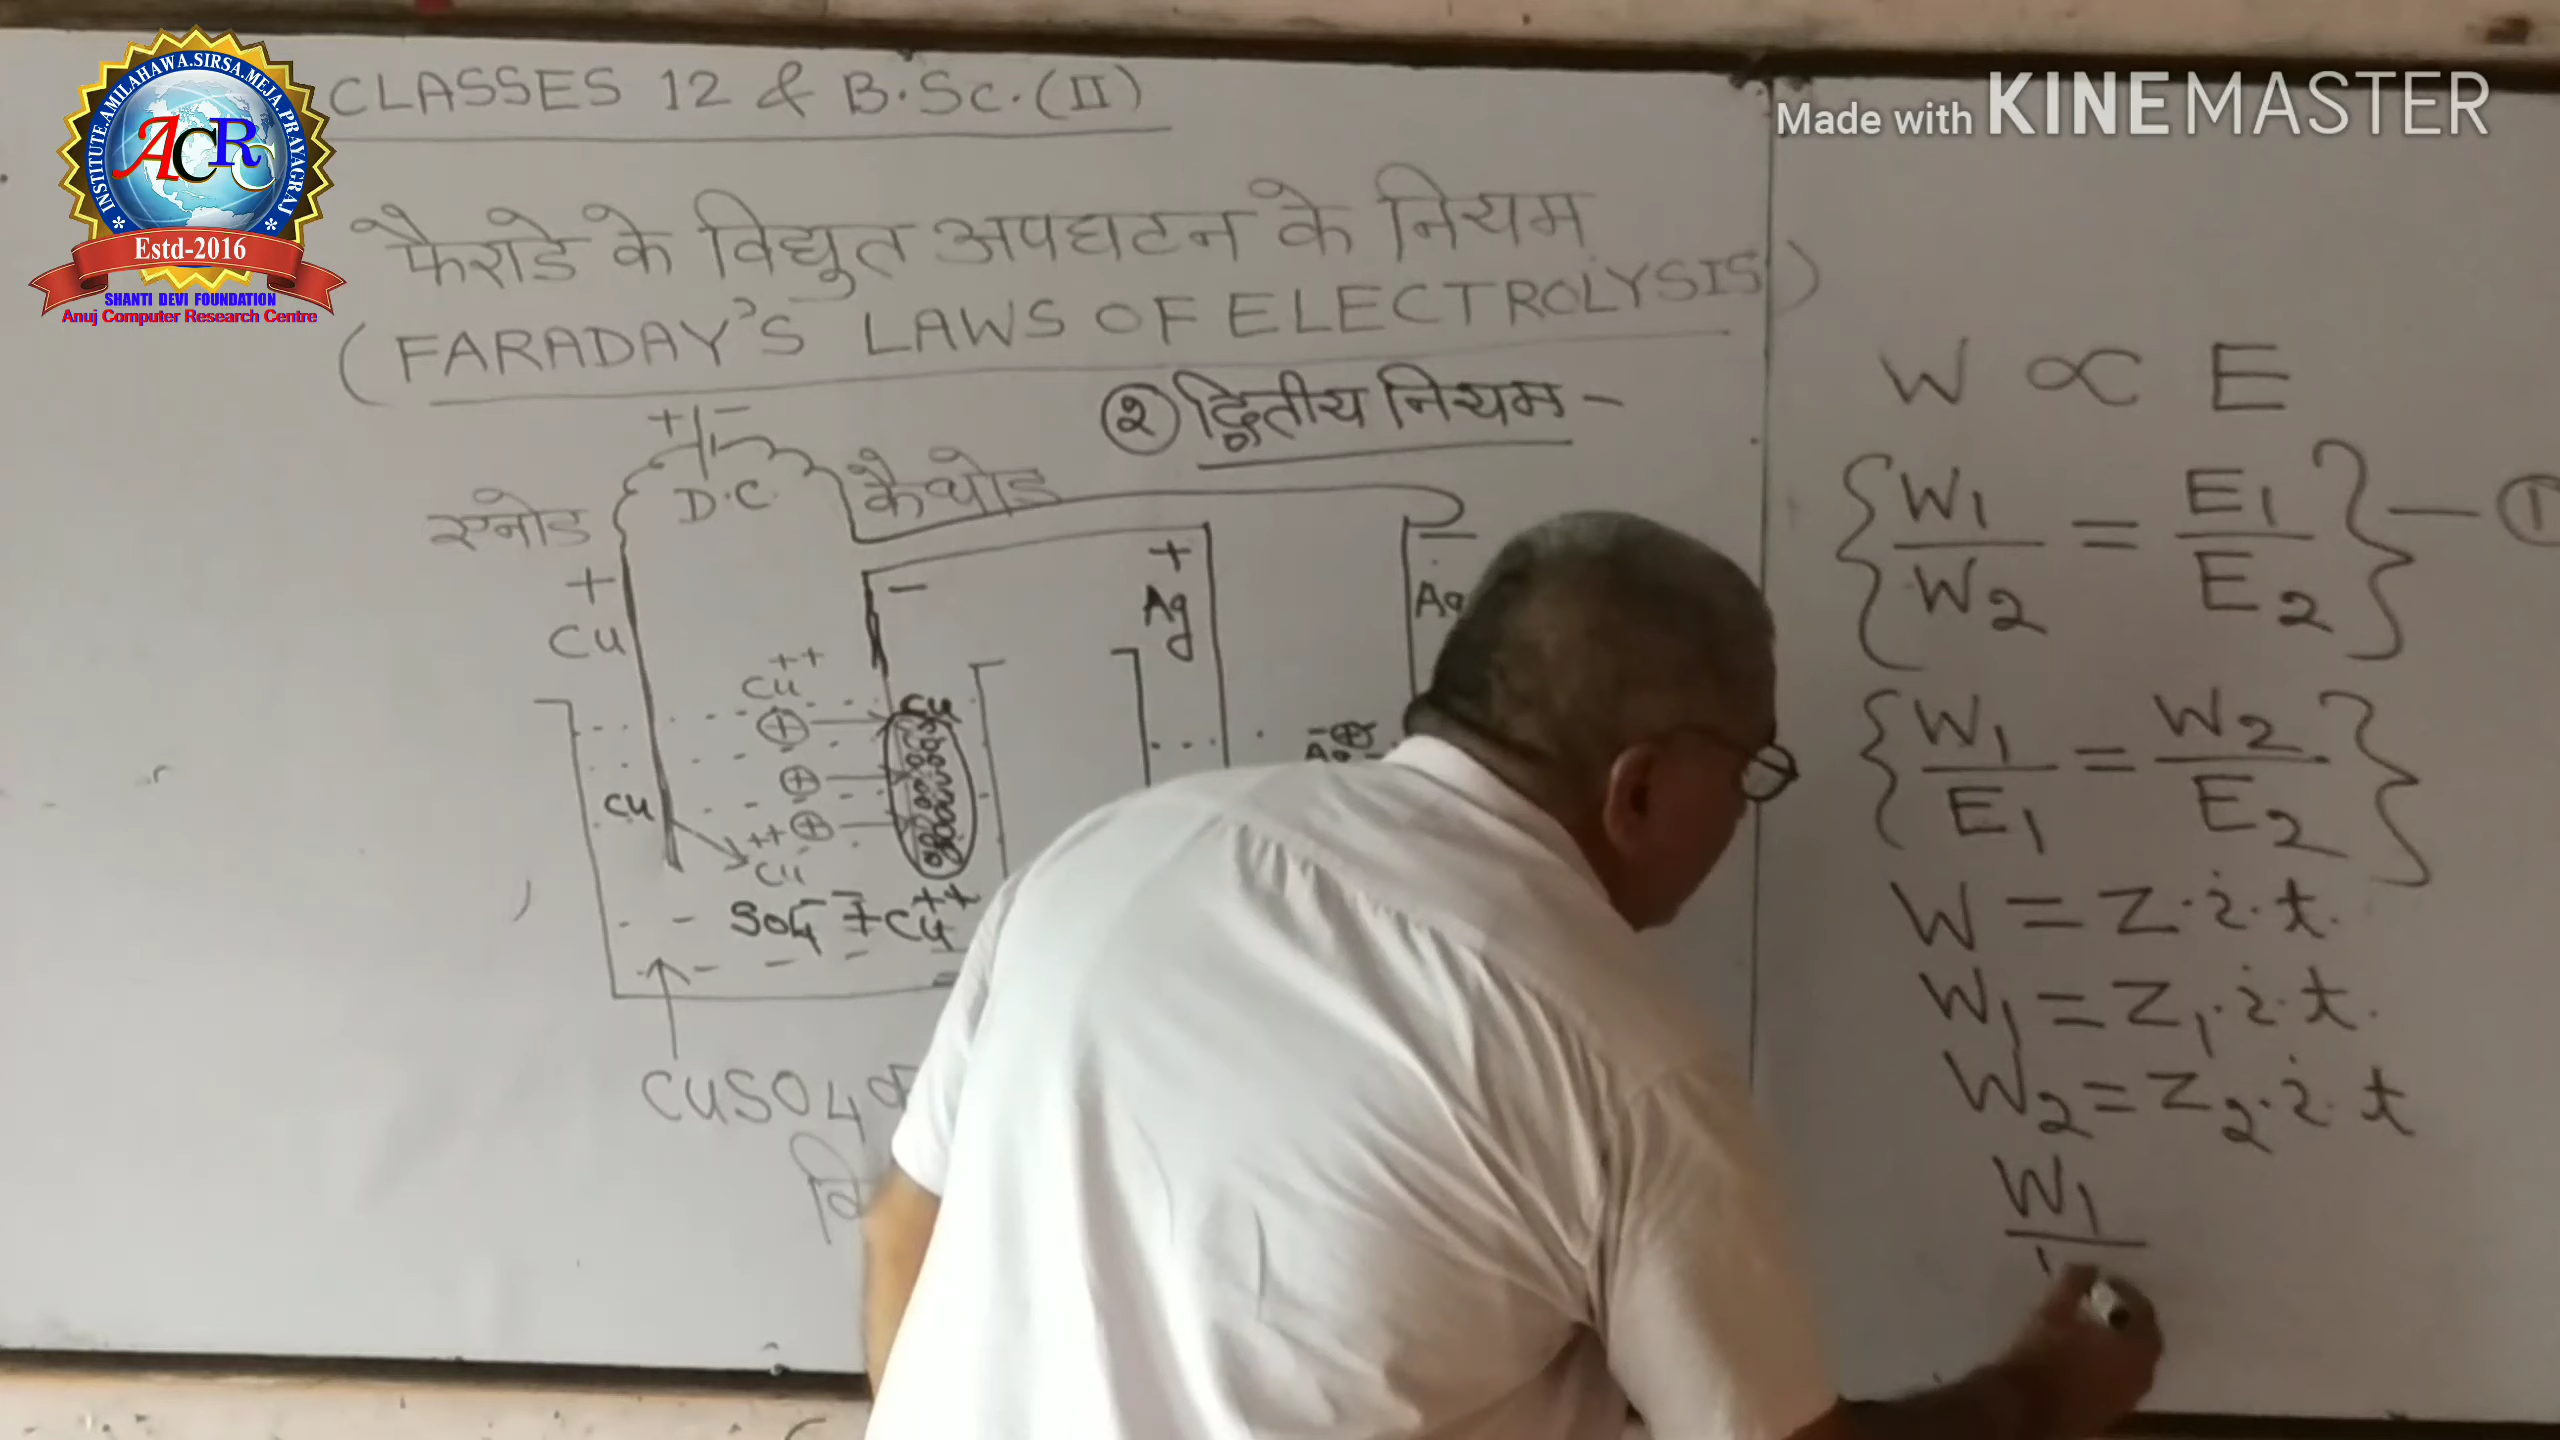 CLASSES 12 & B.Sc.(II)
Made with KINEMASTER
INSTITUTE.AMILAHAWA.SIRSA.MEJA.PRAYAGRAJ
ACRC
Estd-2016
SHANTI DEVI FOUNDATION
Anuj Computer Research Centre
फैराडे के विद्युत अपघटन के नियम
(FARADAY'S LAWS OF ELECTROLYSIS)
② द्वितीय नियम -
+ -
D.C.
एनोड
कैथोड
+
Cu
-
+
Ag
-
Cu++
Cu
⊕
⊕
⊕
Cu
++
Cu
SO4-- + Cu++
CuSO4
W ∝ E
{W1/W2 = E1/E2} — ①
{W1/E1 = W2/E2}
W = Z.i.t.
W1 = Z1.i.t.
W2 = Z2.i.t
W1